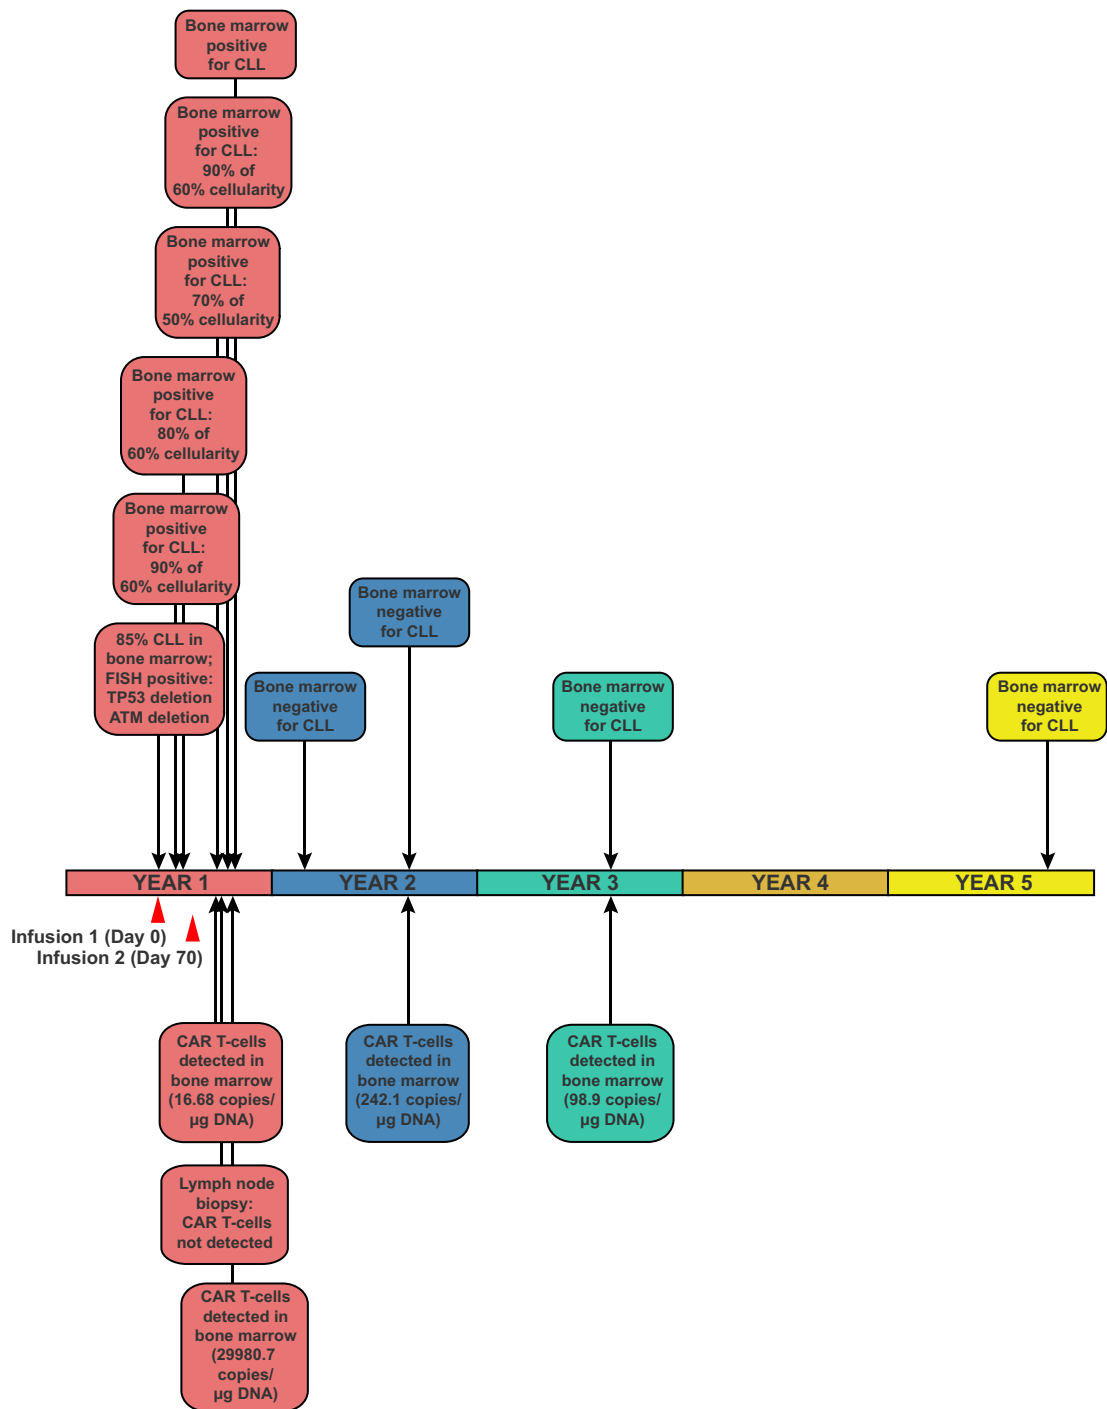 Bone marrow
positive
for CLL
Bone marrow
positive
for CLL:
90% of
60% cellularity
Bone marrow
positive
for CLL:
70% of
50% cellularity
Bone marrow
positive
for CLL:
80% of
60% cellularity
Bone marrow
positive
for CLL:
90% of
60% cellularity
85% CLL in
bone marrow;
FISH positive:
TP53 deletion
ATM deletion
Bone marrow
negative
for CLL
Bone marrow
negative
for CLL
Bone marrow
negative
for CLL
Bone marrow
negative
for CLL
YEAR 1 YEAR 2 YEAR 3 YEAR 4 YEAR 5
Infusion 1 (Day 0)
Infusion 2 (Day 70)
CAR T-cells
detected in
bone marrow
(16.68 copies/
µg DNA)
CAR T-cells
detected in
bone marrow
(242.1 copies/
µg DNA)
CAR T-cells
detected in
bone marrow
(98.9 copies/
µg DNA)
Lymph node
biopsy:
CAR T-cells
not detected
CAR T-cells
detected in
bone marrow
(29980.7
copies/
µg DNA)